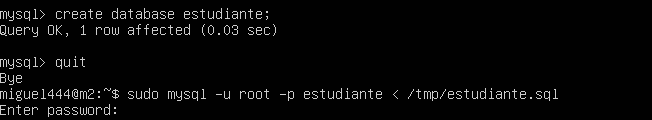 mysql> create database estudiante;
Query OK, 1 row affected (0.03 sec)
mysql> quit
Bye
miguel444@m2:~$ sudo mysql -u root -p estudiante < /tmp/estudiante.sql
Enter password: